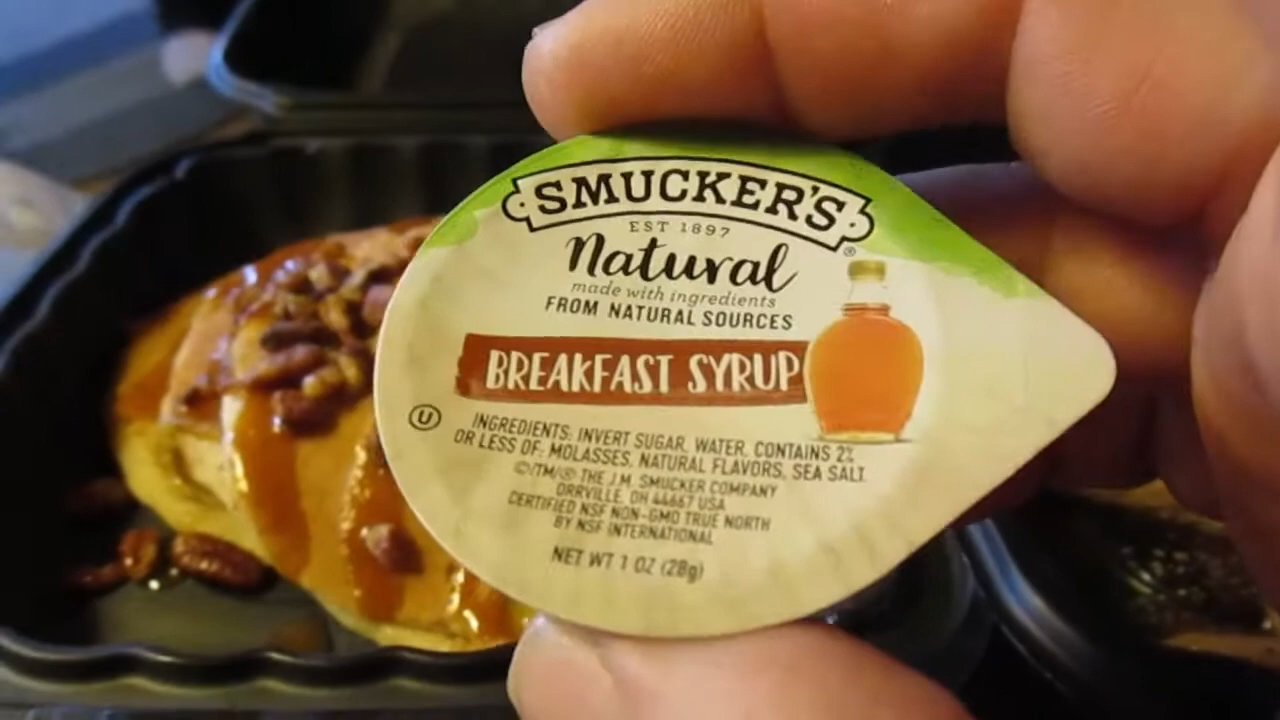 SMUCKER'S
®
EST 1897
Natural
made with ingredients
FROM NATURAL SOURCES
BREAKFAST SYRUP
U
INGREDIENTS: INVERT SUGAR, WATER, CONTAINS 2%
OR LESS OF: MOLASSES, NATURAL FLAVORS, SEA SALT.
©/TM/® THE J.M. SMUCKER COMPANY
ORRVILLE, OH 44667 USA
CERTIFIED NSF NON-GMO TRUE NORTH
BY NSF INTERNATIONAL
NET WT 1 OZ (28g)